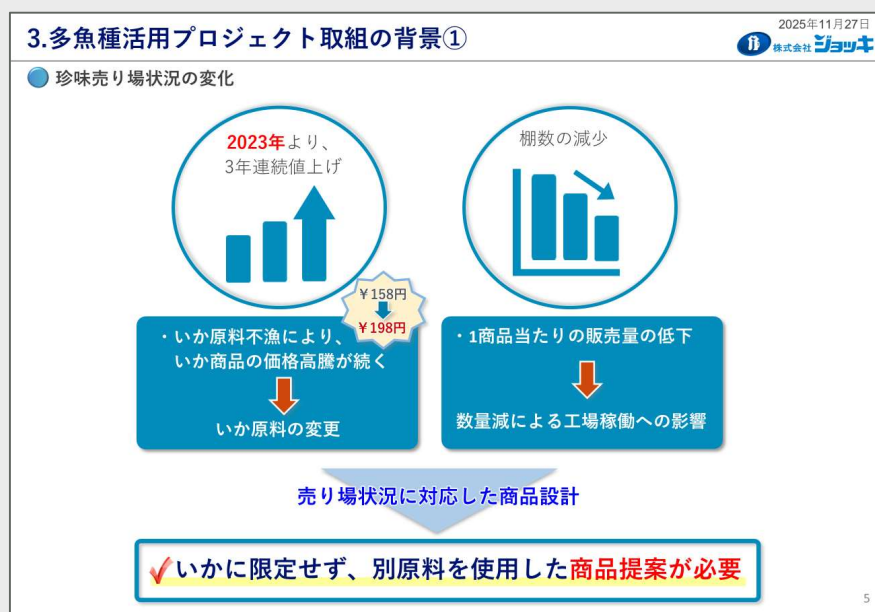 3.多魚種活用プロジェクト取組の背景①
2025年11月27日
株式会社 ジョッキ
珍味売り場状況の変化
2023年より、
3年連続値上げ
棚数の減少
￥158円
￥198円
・いか原料不漁により、
いか商品の価格高騰が続く
いか原料の変更
・1商品当たりの販売量の低下
数量減による工場稼働への影響
売り場状況に対応した商品設計
いかに限定せず、別原料を使用した商品提案が必要
5